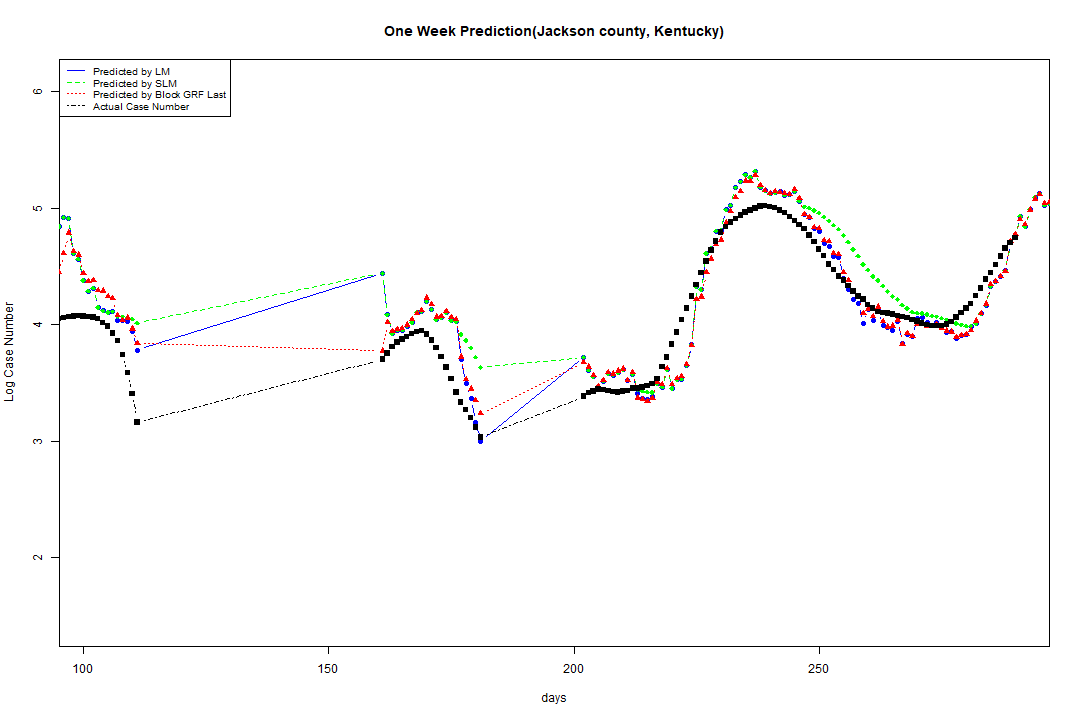 One Week Prediction(Jackson county, Kentucky)
Predicted by LM
Predicted by SLM
Predicted by Block GRF Last
Actual Case Number
Log Case Number
6
5
4
3
2
100 150 200 250
days